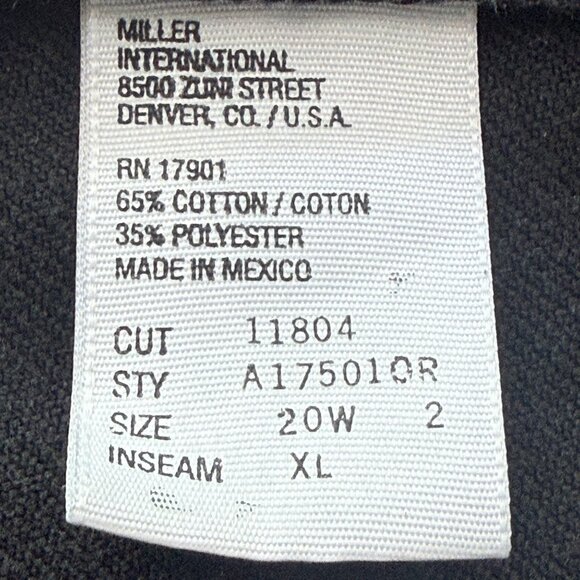 MILLER
INTERNATIONAL
8500 ZUNI STREET
DENVER, CO. / U.S.A.
RN 17901
65% COTTON / COTON
35% POLYESTER
MADE IN MEXICO
CUT 11804
STY A175010R
SIZE 20W 2
INSEAM XL